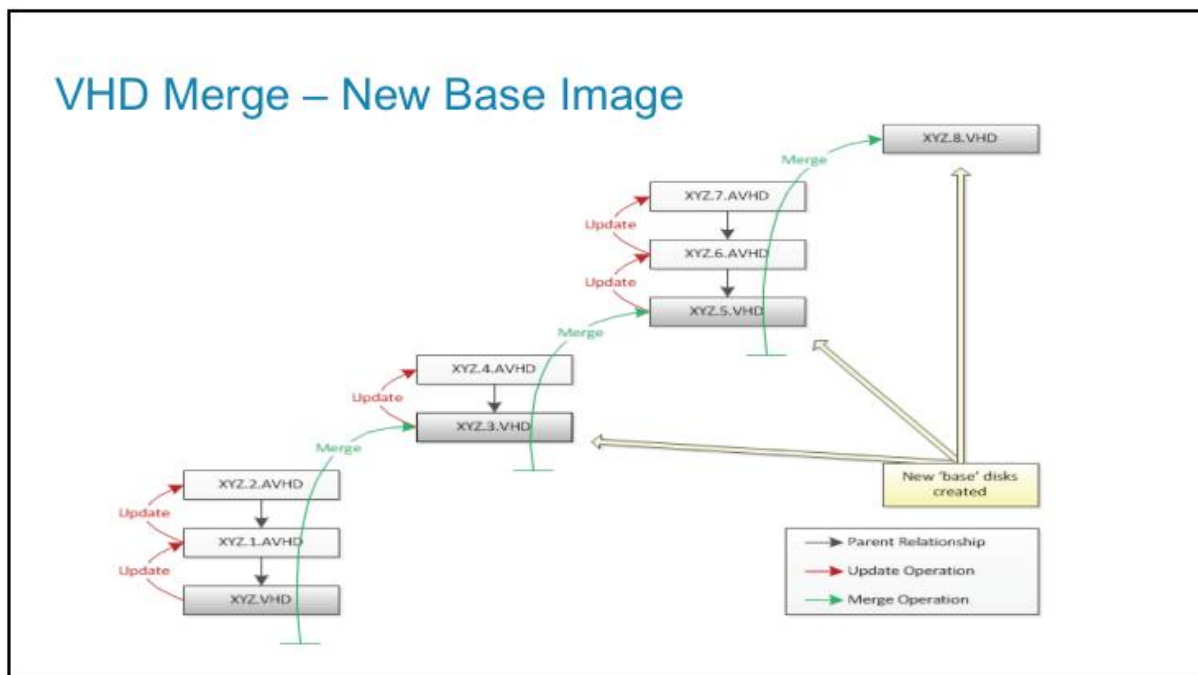 VHD Merge – New Base Image
XYZ.8.VHD
Merge
XYZ.7.AVHD
Update
XYZ.6.AVHD
Update
XYZ.5.VHD
Merge
XYZ.4.AVHD
Update
XYZ.3.VHD
Merge
XYZ.2.AVHD
Update
XYZ.1.AVHD
Update
XYZ.VHD
New 'base' disks
created
Parent Relationship
Update Operation
Merge Operation